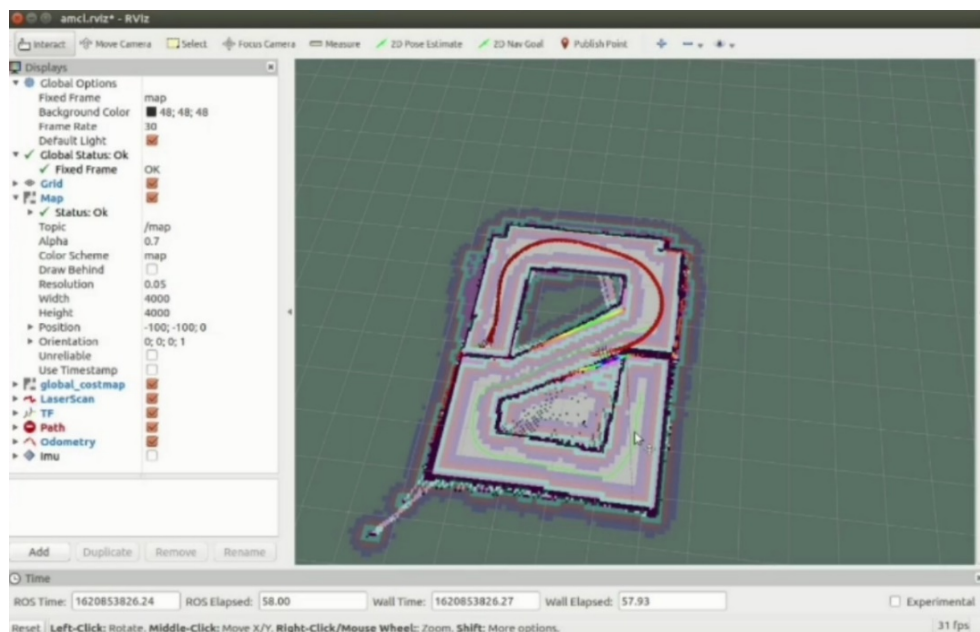 amcl.rviz* - RViz
Interact Move Camera Select Focus Camera Measure 2D Pose Estimate 2D Nav Goal Publish Point
Displays
Global Options
Fixed Frame map
Background Color 48; 48; 48
Frame Rate 30
Default Light
Global Status: Ok
Fixed Frame OK
Grid
Map
Status: Ok
Topic /map
Alpha 0.7
Color Scheme map
Draw Behind
Resolution 0.05
Width 4000
Height 4000
Position -100; -100; 0
Orientation 0; 0; 0; 1
Unreliable
Use Timestamp
global_costmap
LaserScan
TF
Path
Odometry
Imu
Add Duplicate Remove Rename
Time
ROS Time: 1620853826.24 ROS Elapsed: 58.00 Wall Time: 1620853826.27 Wall Elapsed: 57.93 Experimental
Reset Left-Click: Rotate. Middle-Click: Move X/Y. Right-Click/Mouse Wheel: Zoom. Shift: More options. 31 fps